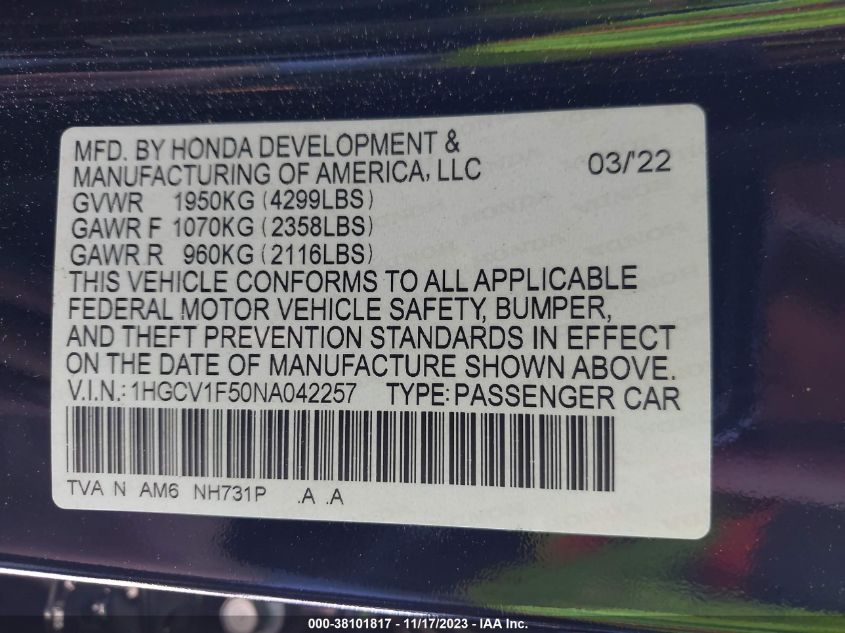 MFD. BY HONDA DEVELOPMENT &
MANUFACTURING OF AMERICA, LLC 03/'22
GVWR 1950KG (4299LBS)
GAWR F 1070KG (2358LBS)
GAWR R 960KG (2116LBS)
THIS VEHICLE CONFORMS TO ALL APPLICABLE
FEDERAL MOTOR VEHICLE SAFETY, BUMPER,
AND THEFT PREVENTION STANDARDS IN EFFECT
ON THE DATE OF MANUFACTURE SHOWN ABOVE.
V.I.N.: 1HGCV1F50NA042257 TYPE: PASSENGER CAR
TVA N AM6 NH731P .A .A
000-38101817 - 11/17/2023 - IAA Inc.